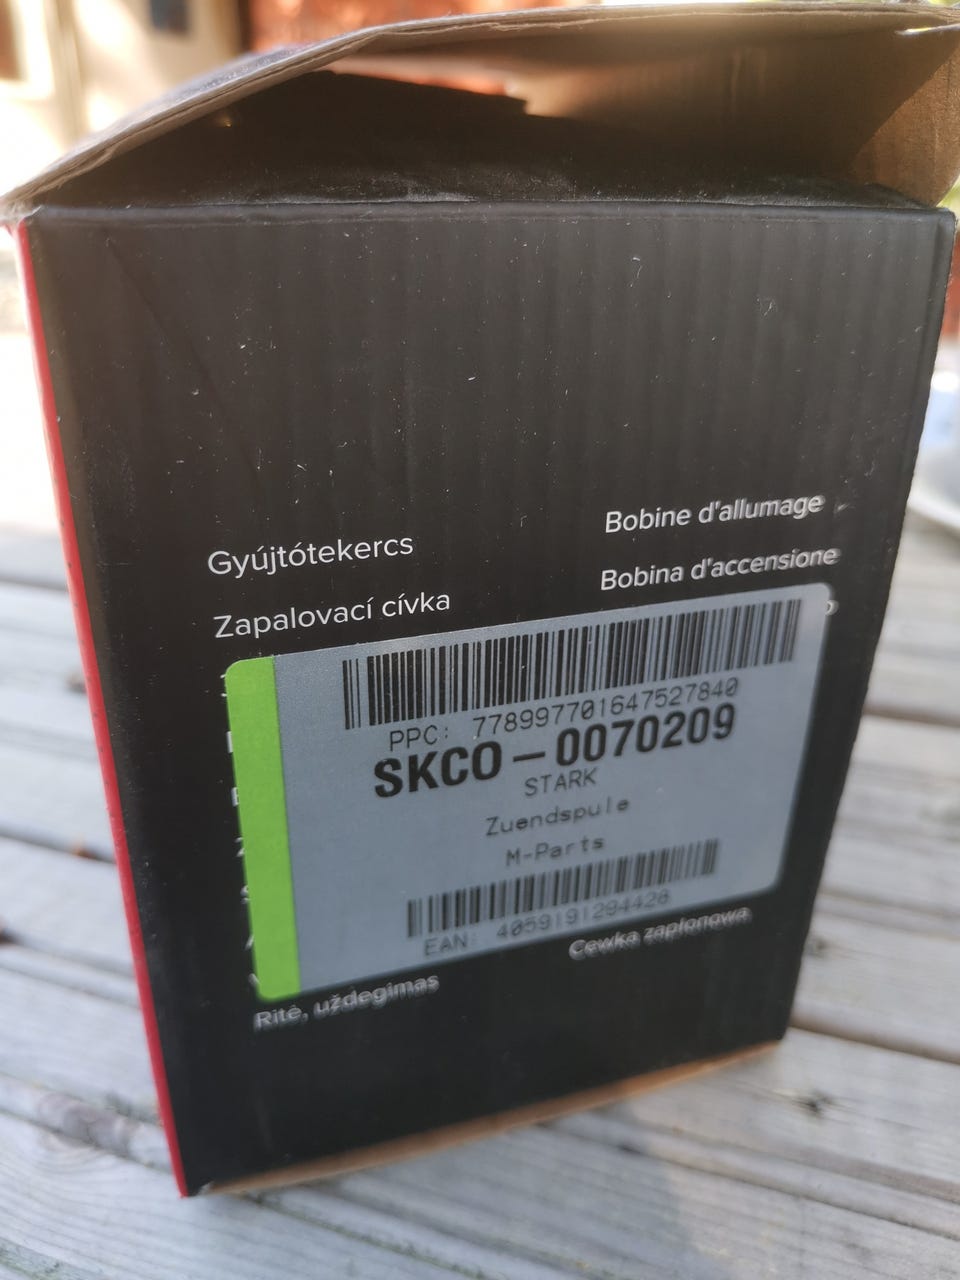 Gyújtótekercs
Zapalovací cívka
Bobine d'allumage
Bobina d'accensione
PPC: 778997701647527840
SKCO-0070209
STARK
Zuendspule
M-Parts
EAN: 4059191294428
Ritė, uždegimas
Cewka zapłonowa